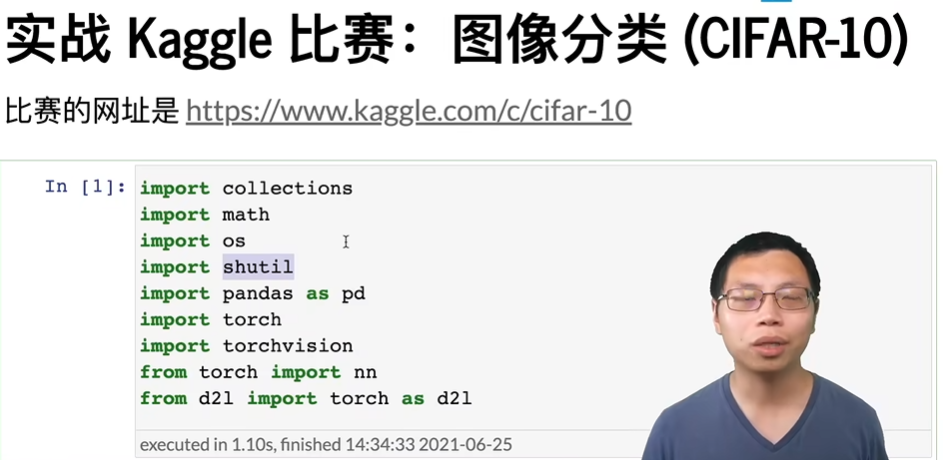 实战 Kaggle 比赛：图像分类 (CIFAR-10)
比赛的网址是 https://www.kaggle.com/c/cifar-10
In [1]: import collections
import math
import os
import shutil
import pandas as pd
import torch
import torchvision
from torch import nn
from d2l import torch as d2l
executed in 1.10s, finished 14:34:33 2021-06-25